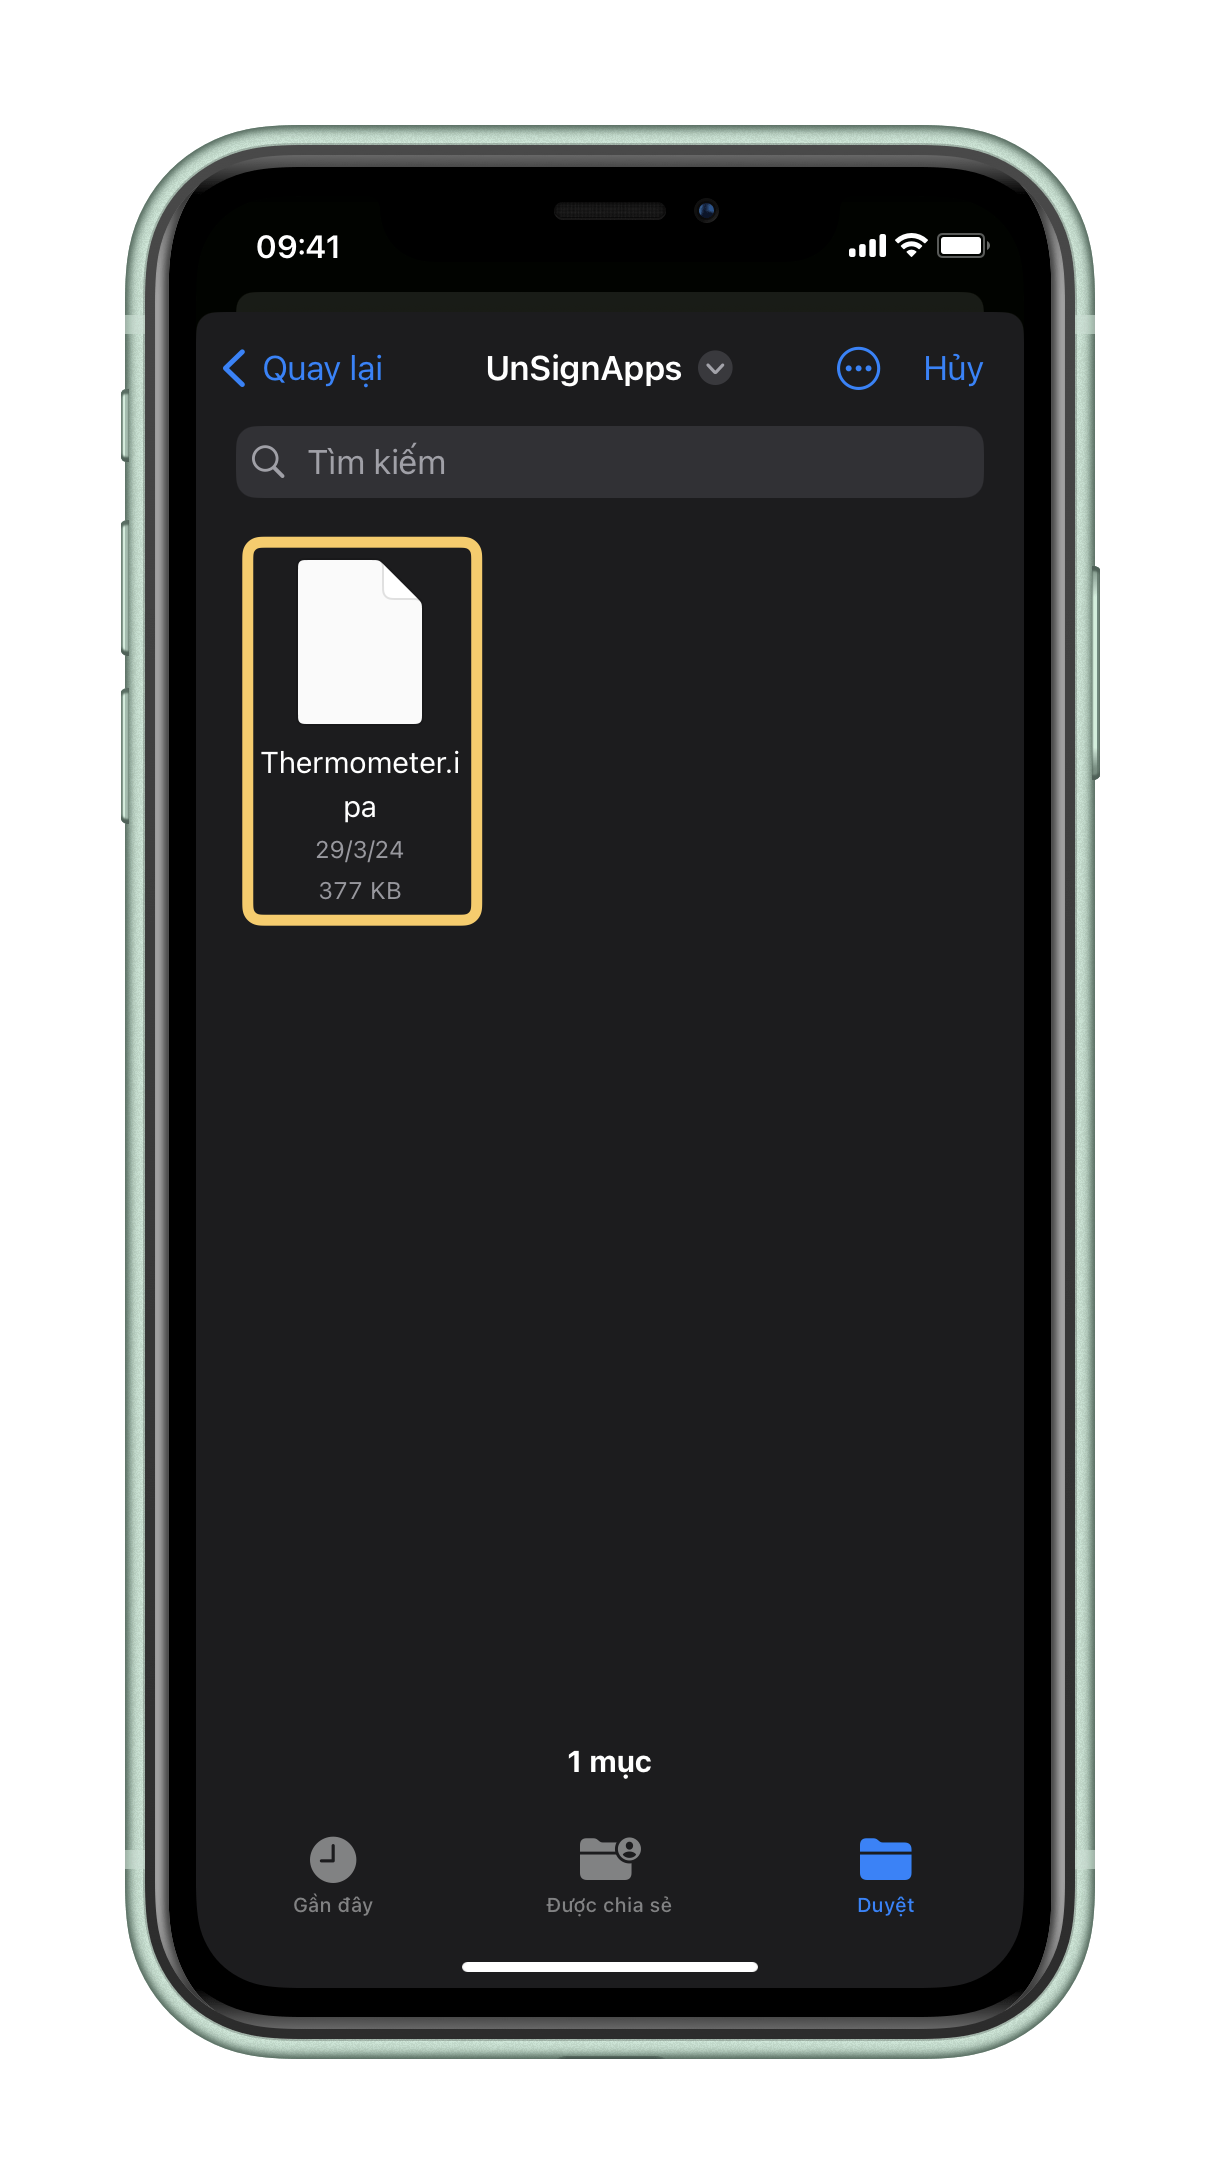 09:41
Quay lại
UnSignApps
Hủy
Tìm kiếm
Thermometer.i
pa
29/3/24
377 KB
1 mục
Gần đây
Được chia sẻ
Duyệt